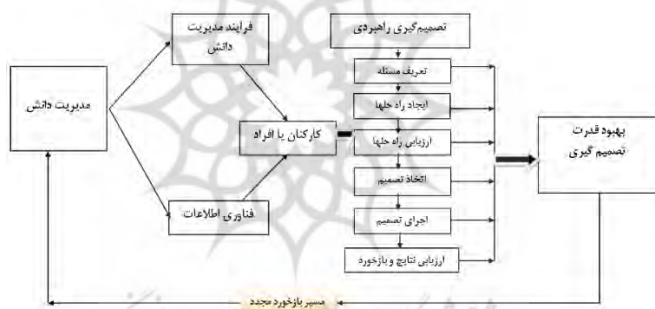 مدیریت دانش
فرآیند مدیریت
دانش
فناوری اطلاعات
کارکنان یا افراد
تصمیم‌گیری راهبردی
تعریف مسئله
ایجاد راه حلها
ارزیابی راه حلها
اتخاذ تصمیم
اجرای تصمیم
ارزیابی نتایج و بازخورد
بهبود قدرت
تصمیم گیری
مسیر بازخورد مجدد